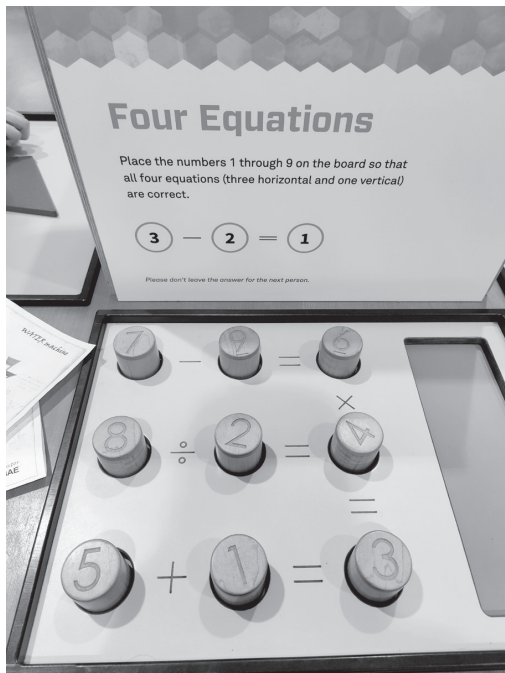 Four Equations
Place the numbers 1 through 9 on the board so that
all four equations (three horizontal and one vertical)
are correct.
3 − 2 = 1
Please don't leave the answer for the next person.
WATER machine
7 − 9 = 6
×
8 ÷ 2 = 4
=
5 + 1 = 3